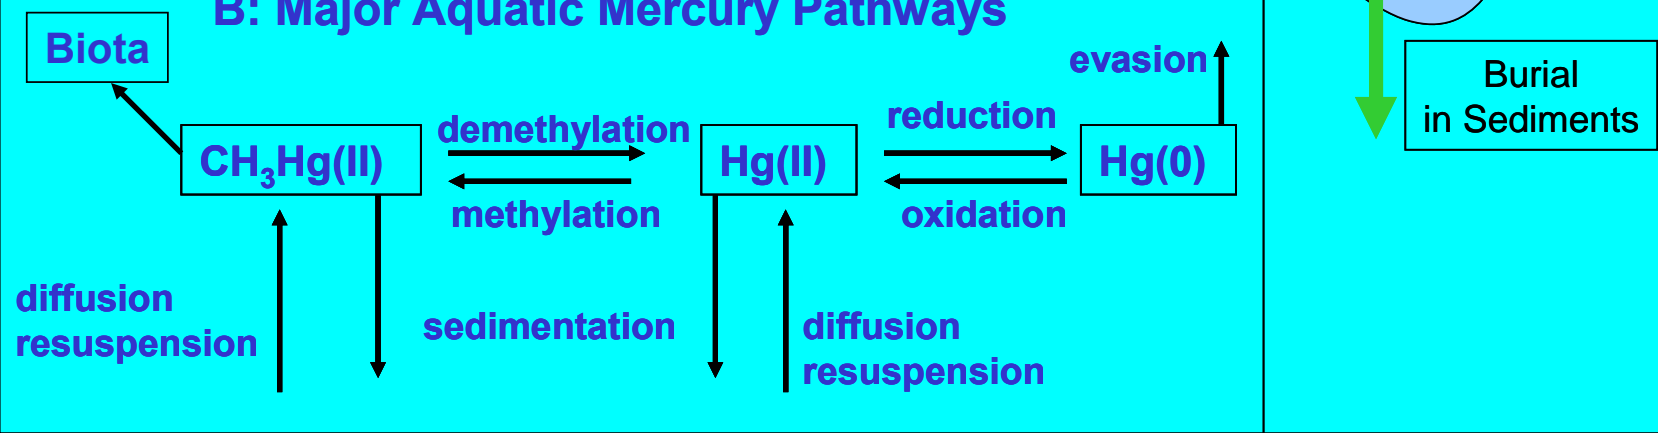 B: Major Aquatic Mercury Pathways
Biota
evasion
demethylation
reduction
CH₃Hg(II)
Hg(II)
Hg(0)
methylation
oxidation
diffusion
resuspension
sedimentation
diffusion
resuspension
Burial
in Sediments